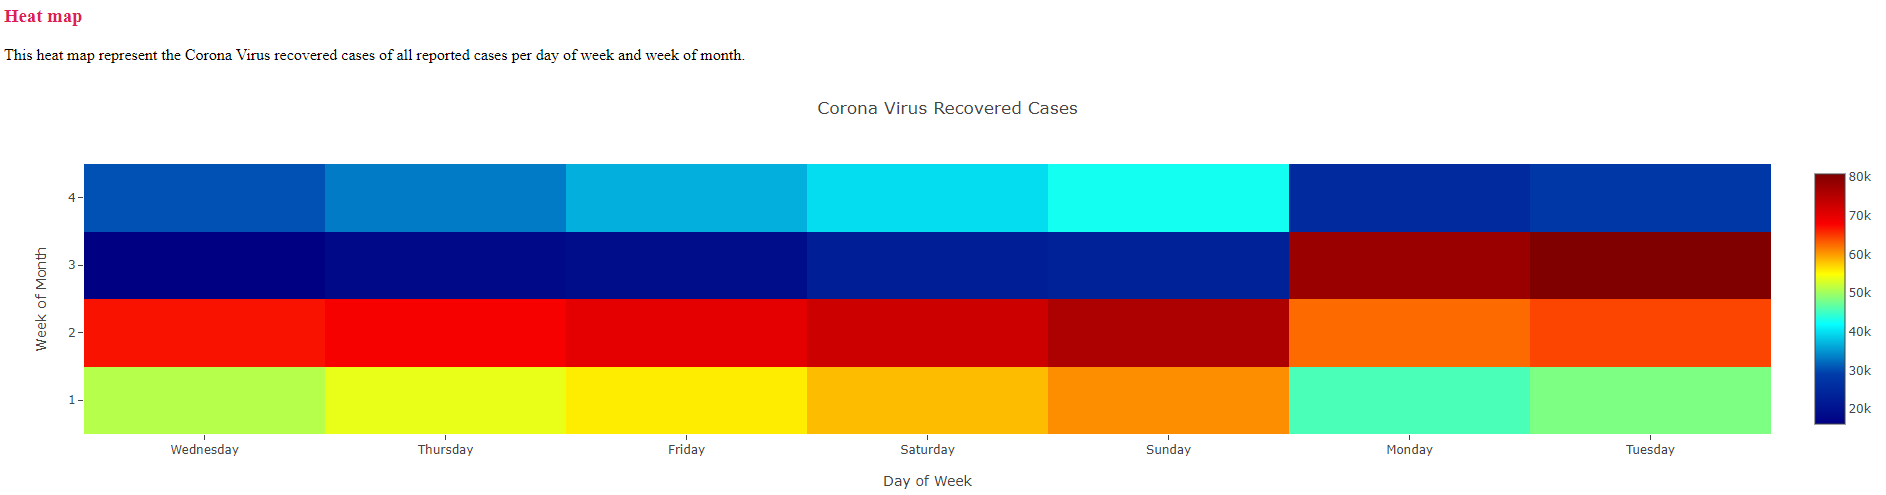 Heat map
This heat map represent the Corona Virus recovered cases of all reported cases per day of week and week of month.
Corona Virus Recovered Cases
Week of Month
4
3
2
1
Wednesday Thursday Friday Saturday Sunday Monday Tuesday
Day of Week
80k
70k
60k
50k
40k
30k
20k